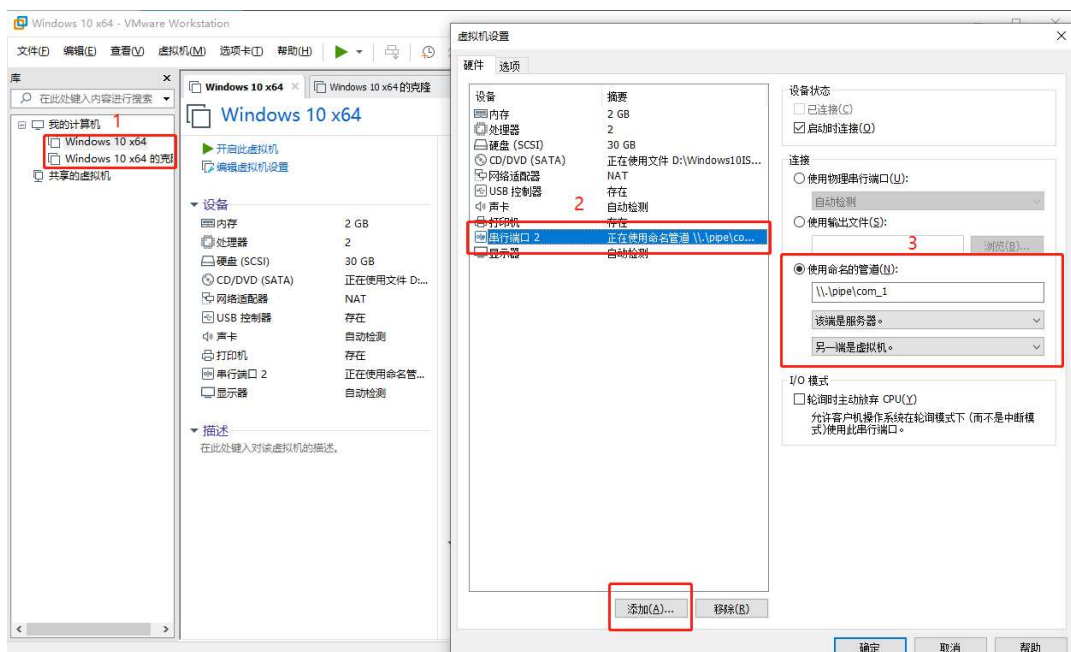 Windows 10 x64 - VMware Workstation
文件(F) 编辑(E) 查看(V) 虚拟机(M) 选项卡(T) 帮助(H)
库
在此处键入内容进行搜索
我的计算机
1
Windows 10 x64
Windows 10 x64 的克
共享的虚拟机
Windows 10 x64
Windows 10 x64的克隆
Windows 10 x64
开启此虚拟机
编辑虚拟机设置
设备
内存 2 GB
处理器 2
硬盘 (SCSI) 30 GB
CD/DVD (SATA) 正在使用文件 D:...
网络适配器 NAT
USB 控制器 存在
声卡 自动检测
打印机 存在
串行端口 2 正在使用命名管...
显示器 自动检测
描述
在此处键入对该虚拟机的描述。
虚拟机设置
硬件 选项
设备 摘要
内存 2 GB
处理器 2
硬盘 (SCSI) 30 GB
CD/DVD (SATA) 正在使用文件 D:\Windows10IS...
网络适配器 NAT
USB 控制器 存在
声卡 自动检测
2
打印机 存在
串行端口 2 正在使用命名管道 \\.\pipe\co...
显示器 自动检测
添加(A)... 移除(R)
设备状态
已连接(C)
启动时连接(O)
连接
使用物理串行端口(U):
自动检测
使用输出文件(S):
3
浏览(B)...
使用命名的管道(N):
\\.\pipe\com_1
该端是服务器。
另一端是虚拟机。
I/O 模式
轮询时主动放弃 CPU(Y)
允许客户机操作系统在轮询模式下 (而不是中断模
式)使用此串行端口。
确定 取消 帮助